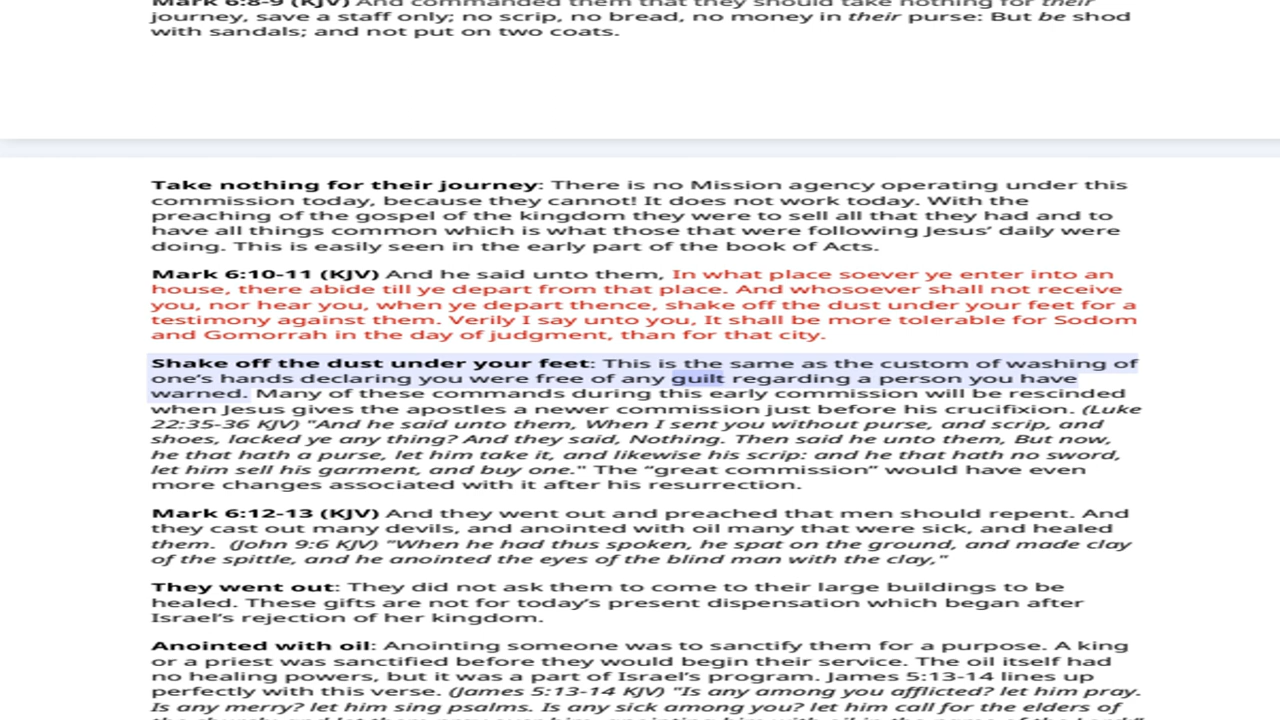 Mark 6:8-9 (KJV) And commanded them that they should take nothing for their
journey, save a staff only; no scrip, no bread, no money in their purse: But be shod
with sandals; and not put on two coats.
Take nothing for their journey: There is no Mission agency operating under this
commission today, because they cannot! It does not work today. With the
preaching of the gospel of the kingdom they were to sell all that they had and to
have all things common which is what those that were following Jesus’ daily were
doing. This is easily seen in the early part of the book of Acts.
Mark 6:10-11 (KJV) And he said unto them, In what place soever ye enter into an
house, there abide till ye depart from that place. And whosoever shall not receive
you, nor hear you, when ye depart thence, shake off the dust under your feet for a
testimony against them. Verily I say unto you, It shall be more tolerable for Sodom
and Gomorrah in the day of judgment, than for that city.
Shake off the dust under your feet: This is the same as the custom of washing of
one’s hands declaring you were free of any guilt regarding a person you have
warned. Many of these commands during this early commission will be rescinded
when Jesus gives the apostles a newer commission just before his crucifixion. (Luke
22:35-36 KJV) "And he said unto them, When I sent you without purse, and scrip, and
shoes, lacked ye any thing? And they said, Nothing. Then said he unto them, But now,
he that hath a purse, let him take it, and likewise his scrip: and he that hath no sword,
let him sell his garment, and buy one." The “great commission” would have even
more changes associated with it after his resurrection.
Mark 6:12-13 (KJV) And they went out and preached that men should repent. And
they cast out many devils, and anointed with oil many that were sick, and healed
them. (John 9:6 KJV) "When he had thus spoken, he spat on the ground, and made clay
of the spittle, and he anointed the eyes of the blind man with the clay,"
They went out: They did not ask them to come to their large buildings to be
healed. These gifts are not for today’s present dispensation which began after
Israel’s rejection of her kingdom.
Anointed with oil: Anointing someone was to sanctify them for a purpose. A king
or a priest was sanctified before they would begin their service. The oil itself had
no healing powers, but it was a part of Israel’s program. James 5:13-14 lines up
perfectly with this verse. (James 5:13-14 KJV) "Is any among you afflicted? let him pray.
Is any merry? let him sing psalms. Is any sick among you? let him call for the elders of